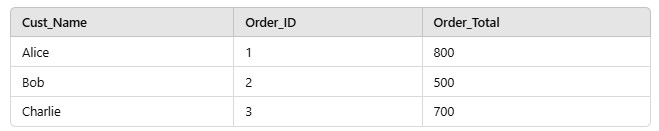 Cust_Name Order_ID Order_Total
Alice 1 800
Bob 2 500
Charlie 3 700